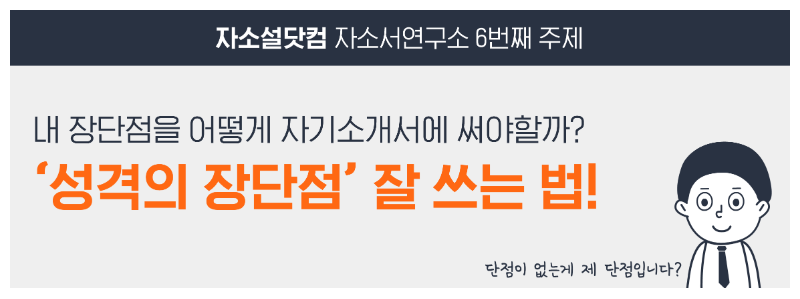 자소설닷컴 자소서연구소 6번째 주제
내 장단점을 어떻게 자기소개서에 써야할까?
‘성격의 장단점’ 잘 쓰는 법!
단점이 없는게 제 단점입니다?